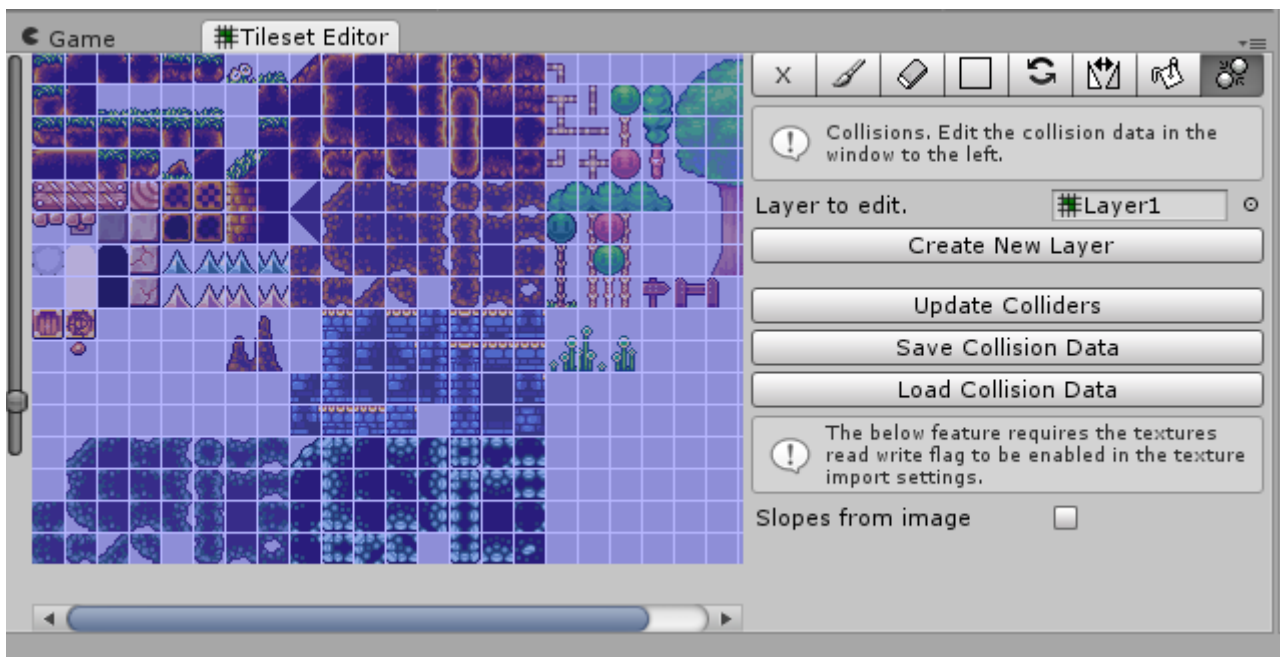 Game
Tileset Editor
X
Collisions. Edit the collision data in the
window to the left.
Layer to edit.
Layer1
Create New Layer
Update Colliders
Save Collision Data
Load Collision Data
The below feature requires the textures
read write flag to be enabled in the texture
import settings.
Slopes from image